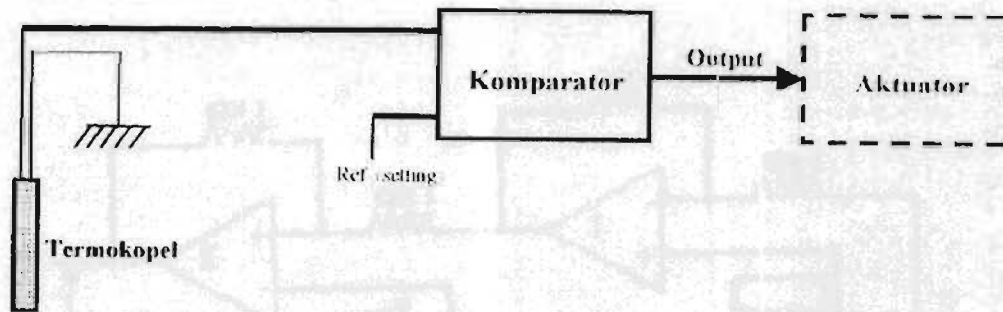 Komparator
Output
Aktuator
Ref setting
Termokopel